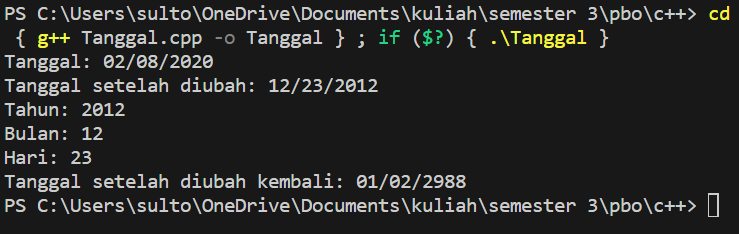 PS C:\Users\sulto\OneDrive\Documents\kuliah\semester 3\pbo\c++> cd
{ g++ Tanggal.cpp -o Tanggal } ; if ($?) { .\Tanggal }
Tanggal: 02/08/2020
Tanggal setelah diubah: 12/23/2012
Tahun: 2012
Bulan: 12
Hari: 23
Tanggal setelah diubah kembali: 01/02/2988
PS C:\Users\sulto\OneDrive\Documents\kuliah\semester 3\pbo\c++>